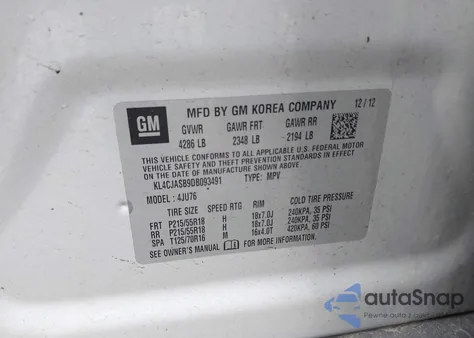 MFD BY GM KOREA COMPANY 12/12
GM
GVWR GAWR FRT GAWR RR
4286 LB 2348 LB 2194 LB
THIS VEHICLE CONFORMS TO ALL APPLICABLE U.S. FEDERAL MOTOR
VEHICLE SAFETY AND THEFT PREVENTION STANDARDS IN EFFECT
ON THE DATE OF MANUFACTURE SHOWN ABOVE.
KL4CJASB9DB093491 TYPE: MPV
MODEL: 4JU76
TIRE SIZE SPEED RTG RIM COLD TIRE PRESSURE
FRT P215/55R18 H 18x7.0J 240KPA, 35 PSI
RR P215/55R18 H 18x7.0J 240KPA, 35 PSI
SPA T125/70R16 M 16x4.0T 420KPA, 60 PSI
SEE OWNER'S MANUAL FOR MORE INFORMATION.
autoSnap
Pewne auto z USA